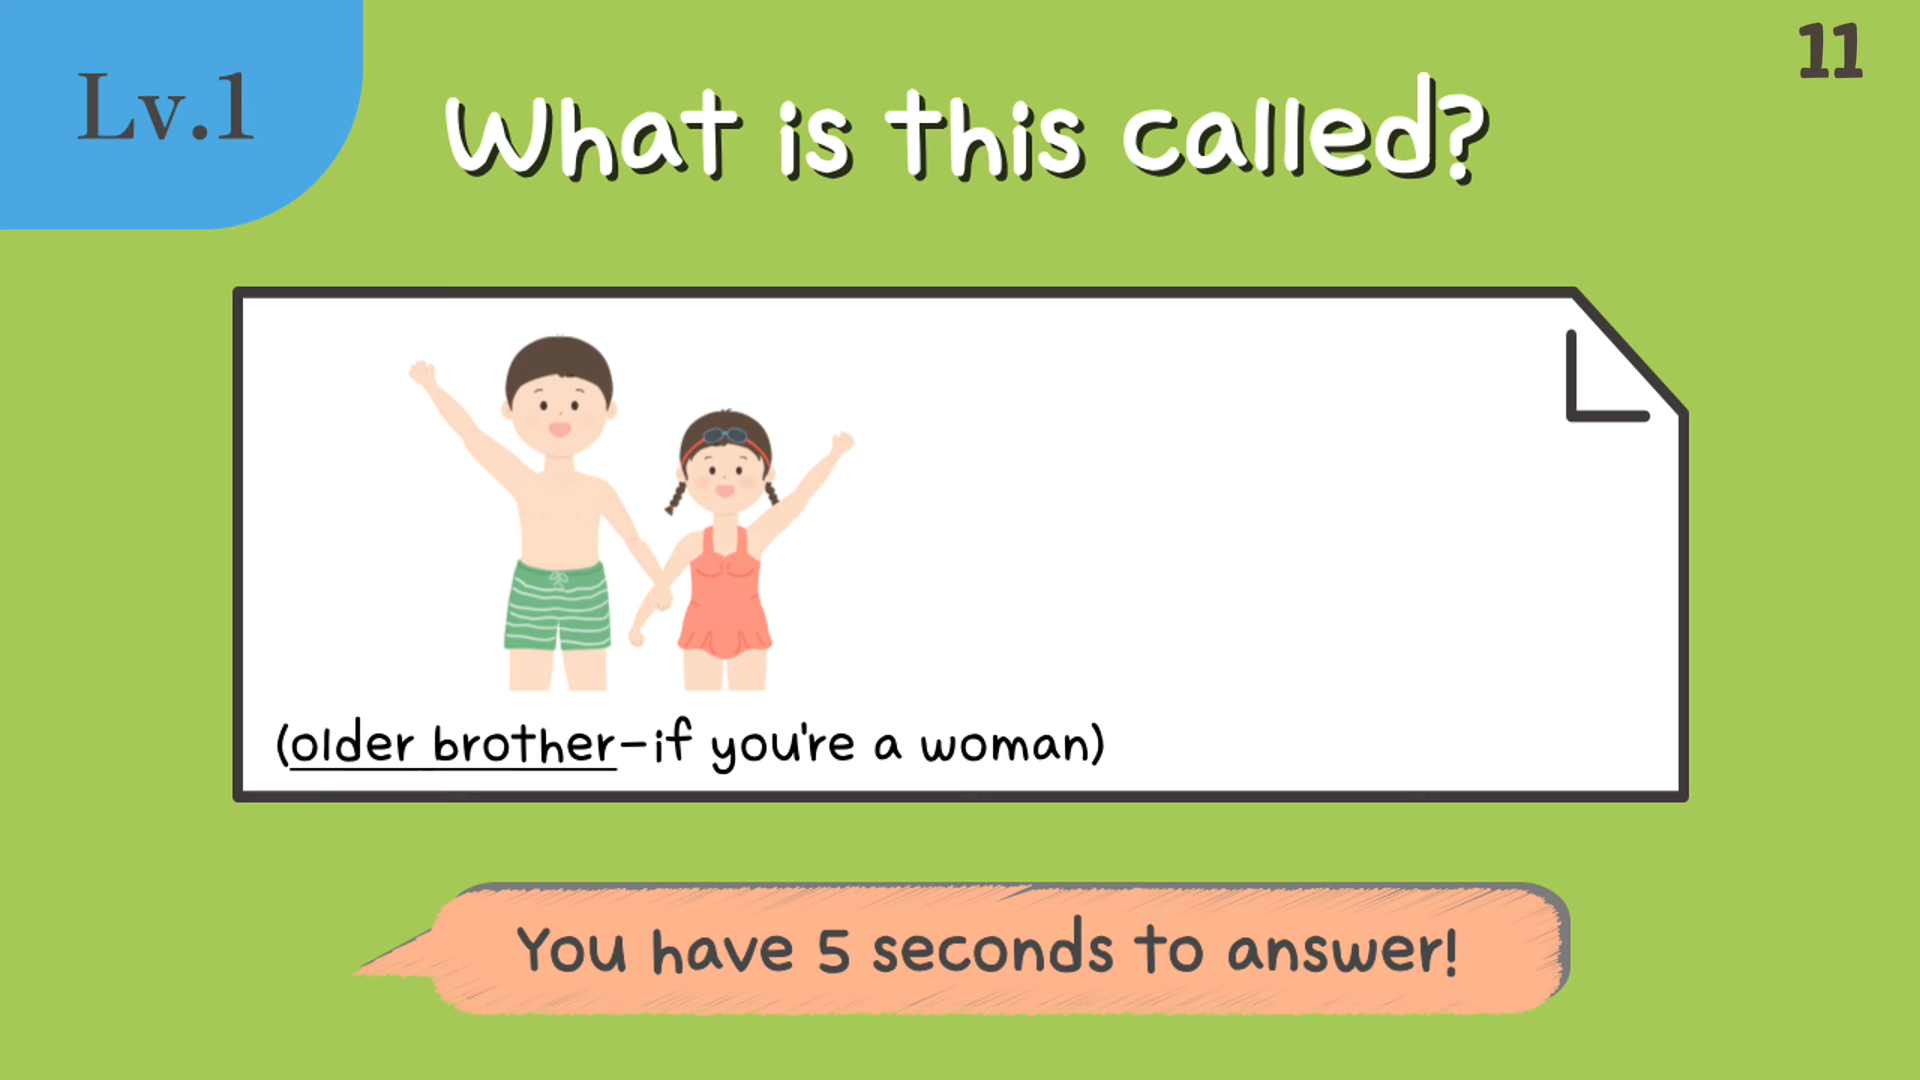 Lv.1
11
What is this called?
(older brother-if you're a woman)
You have 5 seconds to answer!